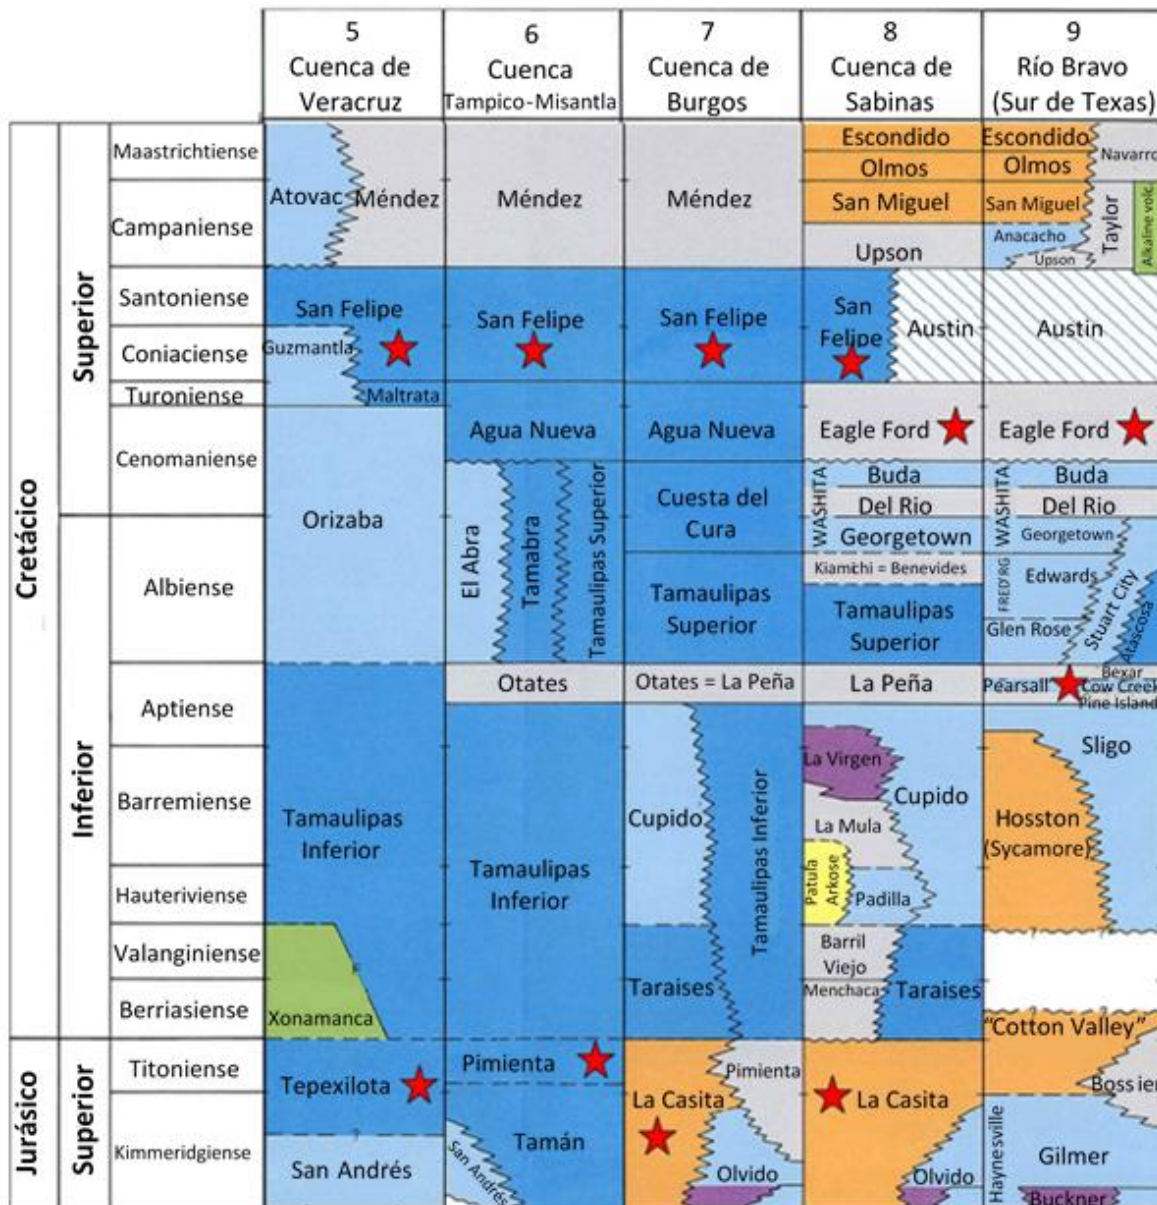 5
Cuenca de
Veracruz
6
Cuenca
Tampico-Misantla
7
Cuenca de
Burgos
8
Cuenca de
Sabinas
9
Río Bravo
(Sur de Texas)
Cretácico
Superior
Inferior
Jurásico
Superior
Maastrichtiense
Campaniense
Santoniense
Coniaciense
Turoniense
Cenomaniense
Albiense
Aptiense
Barremiense
Hauteriviense
Valanginiense
Berriasiense
Titoniense
Kimmeridgiense
Atovac
Méndez
San Felipe
Guzmantla
Maltrata
Orizaba
Tamaulipas
Inferior
Xonamanca
Tepexilota
?
San Andrés
Méndez
San Felipe
Agua Nueva
El Abra
Tamabra
Tamaulipas Superior
Otates
Tamaulipas
Inferior
Pimienta
Tamán
San Andrés
Méndez
San Felipe
Agua Nueva
Cuesta del
Cura
Tamaulipas
Superior
Otates = La Peña
Cupido
Tamaulipas Inferior
Taraises
Pimienta
La Casita
Olvido
Escondido
Olmos
San Miguel
Upson
San
Felipe
Austin
Eagle Ford
WASHITA
Buda
Del Rio
Georgetown
Kiamchi = Benevides
Tamaulipas
Superior
La Peña
La Virgen
La Mula
Cupido
Patula
Arkose
Padilla
Barril
Viejo
Menchaca
Taraises
La Casita
Olvido
Escondido
Olmos
San Miguel
Anacacho
Upson
Navarro
Taylor
Alkaline volc.
Austin
Eagle Ford
WASHITA
Buda
Del Rio
Georgetown
FRED'RG
Edwards
Glen Rose
Stuart City
Atascosa
Bexar
Pearsall
Cow Creek
Pine Island
Sligo
Hosston
(Sycamore)
?
?
"Cotton Valley"
Bossier
Haynesville
Gilmer
Buckner